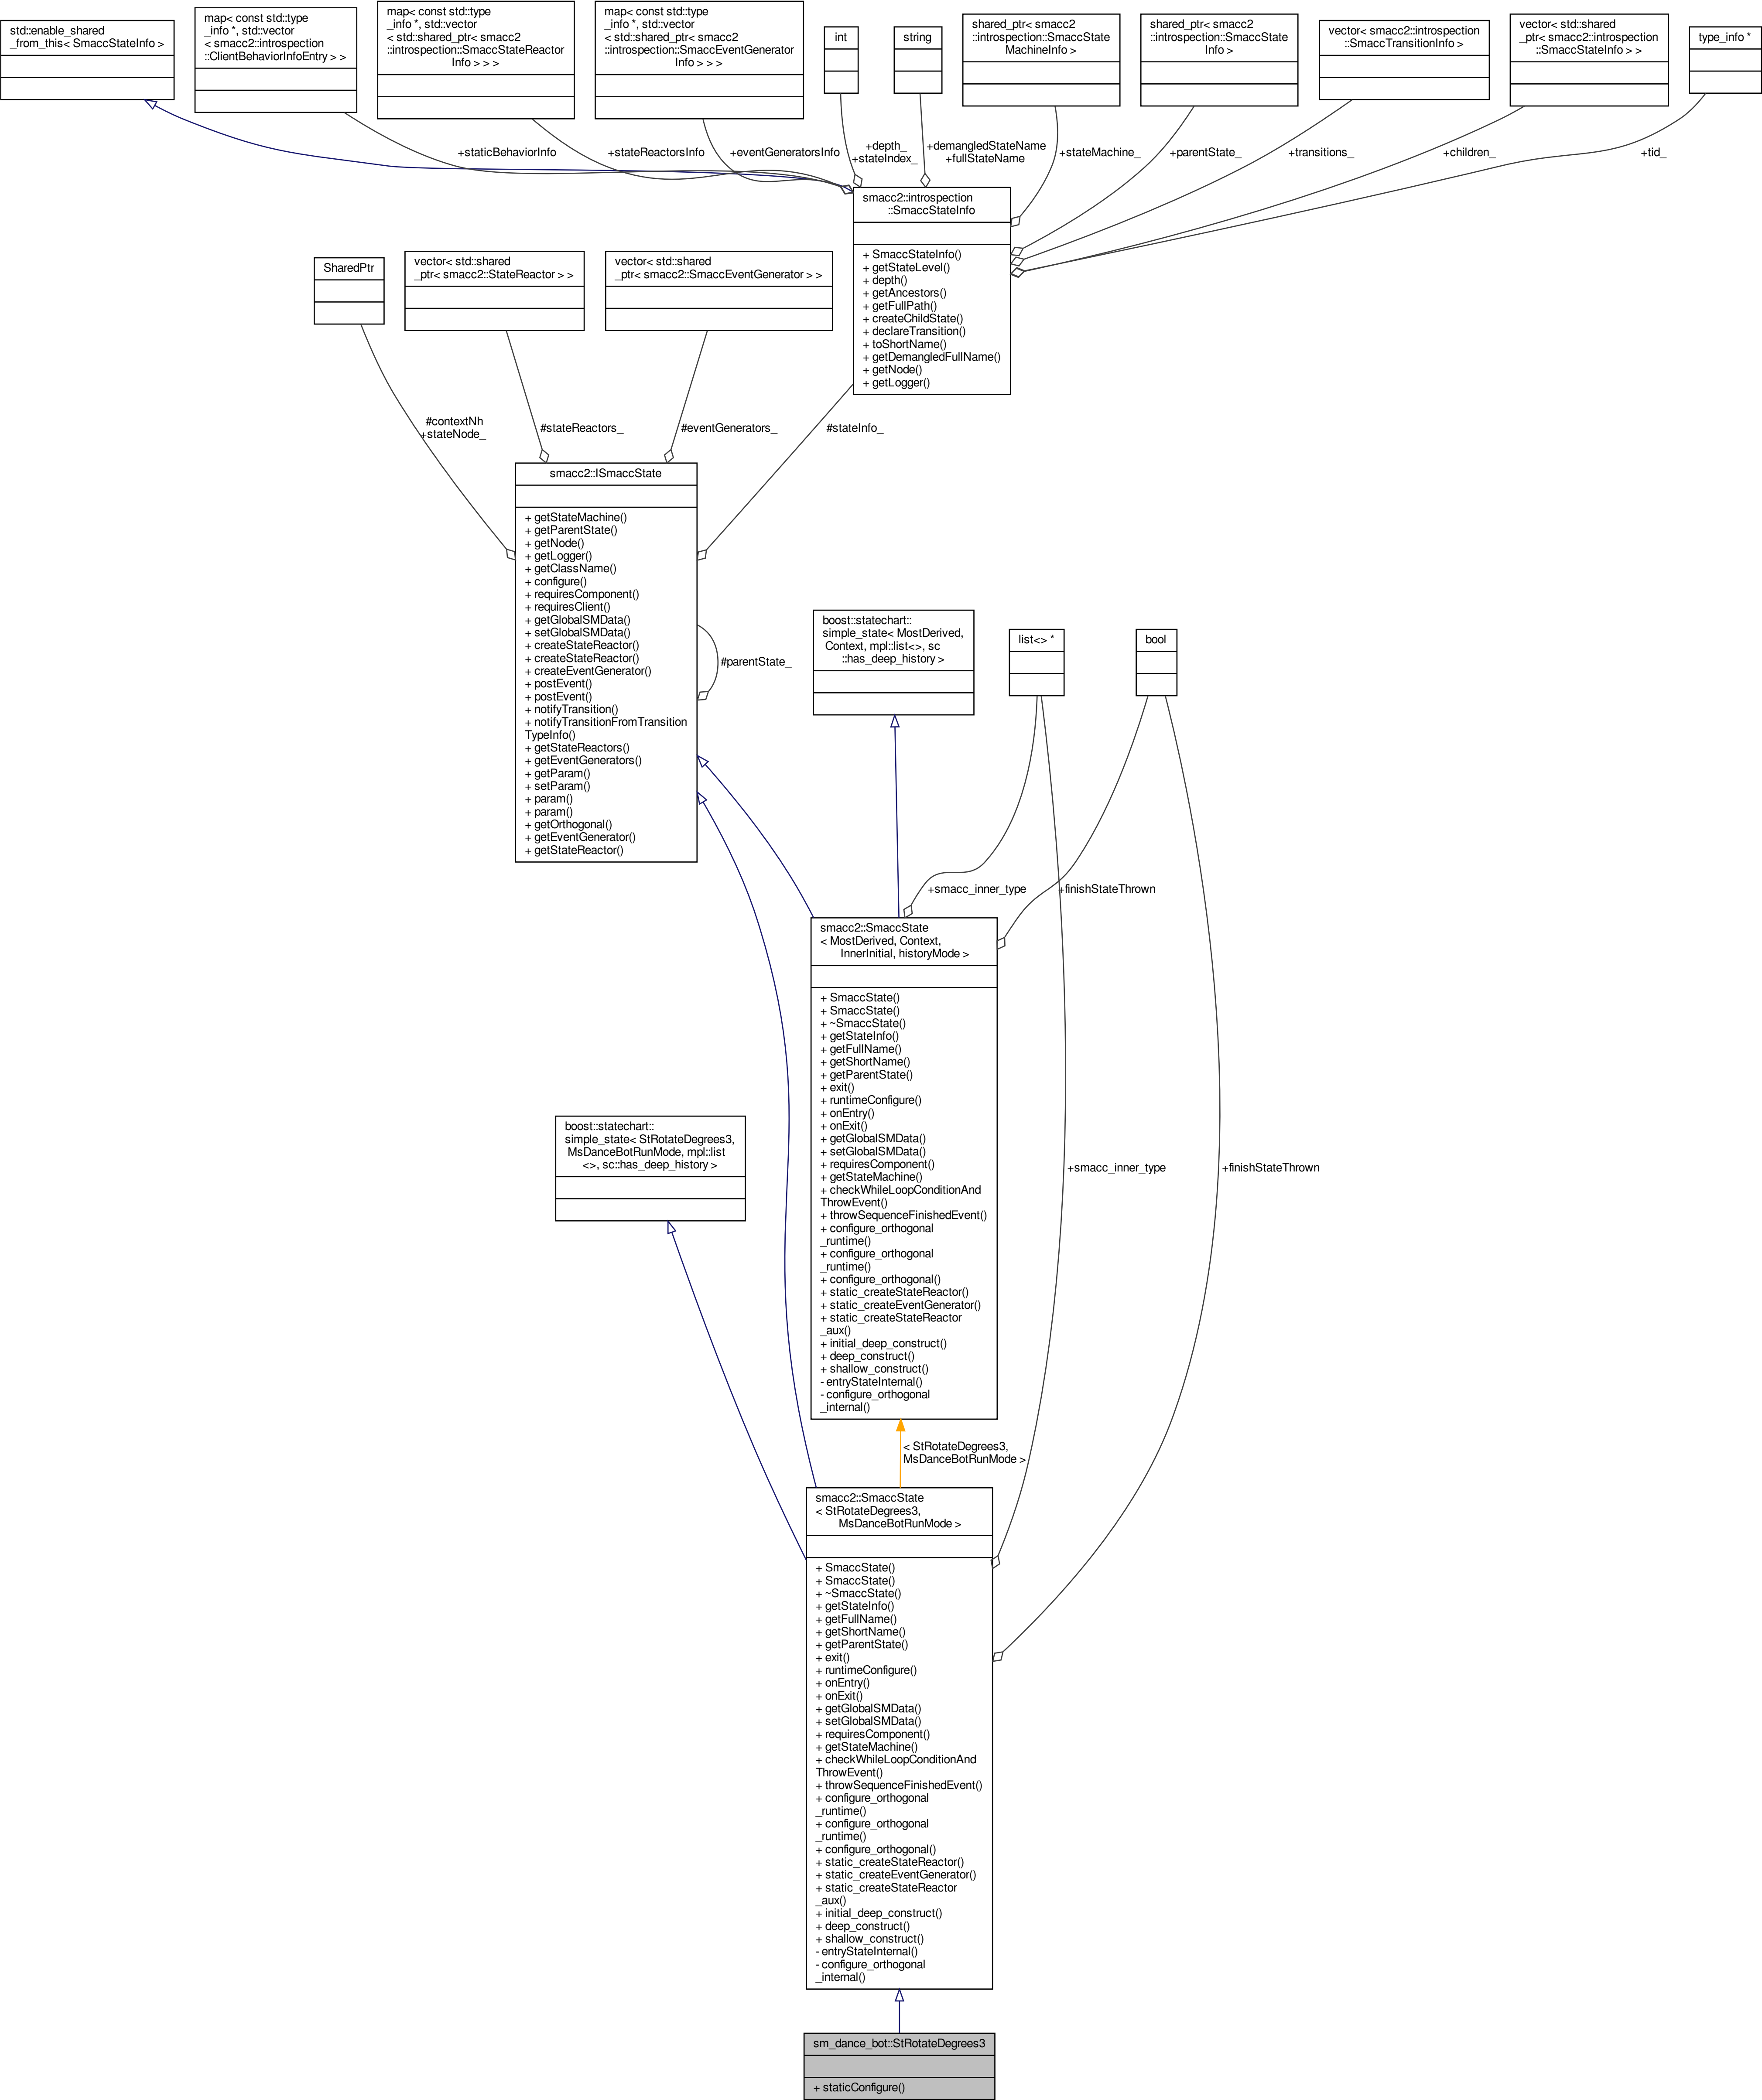 std::enable_shared
_from_this< SmaccStateInfo >
map< const std::type
_info *, std::vector
< smacc2::introspection
::ClientBehaviorInfoEntry > >
map< const std::type
_info *, std::vector
< std::shared_ptr< smacc2
::introspection::SmaccStateReactor
Info > > >
map< const std::type
_info *, std::vector
< std::shared_ptr< smacc2
::introspection::SmaccEventGenerator
Info > > >
int
string
shared_ptr< smacc2
::introspection::SmaccState
MachineInfo >
shared_ptr< smacc2
::introspection::SmaccState
Info >
vector< smacc2::introspection
::SmaccTransitionInfo >
vector< std::shared
_ptr< smacc2::introspection
::SmaccStateInfo > >
type_info *
+staticBehaviorInfo
+stateReactorsInfo
+eventGeneratorsInfo
+depth_
+stateIndex_
+demangledStateName
+fullStateName
+stateMachine_
+parentState_
+transitions_
+children_
+tid_
smacc2::introspection
::SmaccStateInfo
+ SmaccStateInfo()
+ getStateLevel()
+ depth()
+ getAncestors()
+ getFullPath()
+ createChildState()
+ declareTransition()
+ toShortName()
+ getDemangledFullName()
+ getNode()
+ getLogger()
SharedPtr
vector< std::shared
_ptr< smacc2::StateReactor > >
vector< std::shared
_ptr< smacc2::SmaccEventGenerator > >
#contextNh
+stateNode_
#stateReactors_
#eventGenerators_
#stateInfo_
smacc2::ISmaccState
+ getStateMachine()
+ getParentState()
+ getNode()
+ getLogger()
+ getClassName()
+ configure()
+ requiresComponent()
+ requiresClient()
+ getGlobalSMData()
+ setGlobalSMData()
+ createStateReactor()
+ createStateReactor()
+ createEventGenerator()
+ postEvent()
+ postEvent()
+ notifyTransition()
+ notifyTransitionFromTransition
TypeInfo()
+ getStateReactors()
+ getEventGenerators()
+ getParam()
+ setParam()
+ param()
+ param()
+ getOrthogonal()
+ getEventGenerator()
+ getStateReactor()
#parentState_
boost::statechart::
simple_state< MostDerived,
Context, mpl::list<>, sc
::has_deep_history >
list<> *
bool
+smacc_inner_type
+finishStateThrown
smacc2::SmaccState
< MostDerived, Context,
InnerInitial, historyMode >
+ SmaccState()
+ SmaccState()
+ ~SmaccState()
+ getStateInfo()
+ getFullName()
+ getShortName()
+ getParentState()
+ exit()
+ runtimeConfigure()
+ onEntry()
+ onExit()
+ getGlobalSMData()
+ setGlobalSMData()
+ requiresComponent()
+ getStateMachine()
+ checkWhileLoopConditionAnd
ThrowEvent()
+ throwSequenceFinishedEvent()
+ configure_orthogonal
_runtime()
+ configure_orthogonal
_runtime()
+ configure_orthogonal()
+ static_createStateReactor()
+ static_createEventGenerator()
+ static_createStateReactor
_aux()
+ initial_deep_construct()
+ deep_construct()
+ shallow_construct()
- entryStateInternal()
- configure_orthogonal
_internal()
boost::statechart::
simple_state< StRotateDegrees3,
MsDanceBotRunMode, mpl::list
<>, sc::has_deep_history >
+smacc_inner_type
+finishStateThrown
< StRotateDegrees3,
MsDanceBotRunMode >
smacc2::SmaccState
< StRotateDegrees3,
MsDanceBotRunMode >
+ SmaccState()
+ SmaccState()
+ ~SmaccState()
+ getStateInfo()
+ getFullName()
+ getShortName()
+ getParentState()
+ exit()
+ runtimeConfigure()
+ onEntry()
+ onExit()
+ getGlobalSMData()
+ setGlobalSMData()
+ requiresComponent()
+ getStateMachine()
+ checkWhileLoopConditionAnd
ThrowEvent()
+ throwSequenceFinishedEvent()
+ configure_orthogonal
_runtime()
+ configure_orthogonal
_runtime()
+ configure_orthogonal()
+ static_createStateReactor()
+ static_createEventGenerator()
+ static_createStateReactor
_aux()
+ initial_deep_construct()
+ deep_construct()
+ shallow_construct()
- entryStateInternal()
- configure_orthogonal
_internal()
sm_dance_bot::StRotateDegrees3
+ staticConfigure()